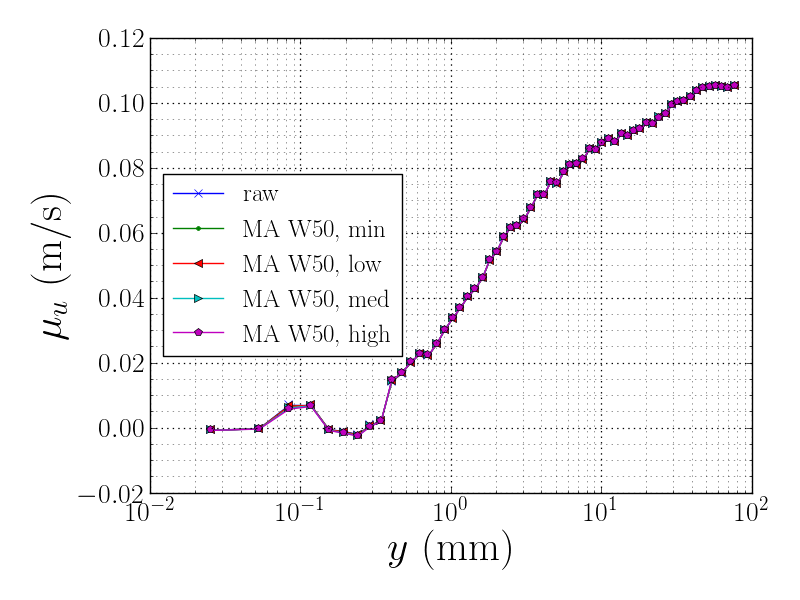 0.12
0.10
0.08
0.06
0.04
0.02
0.00
−0.02
μ_u (m/s)
raw
MA W50, min
MA W50, low
MA W50, med
MA W50, high
10⁻² 10⁻¹ 10⁰ 10¹ 10²
y (mm)